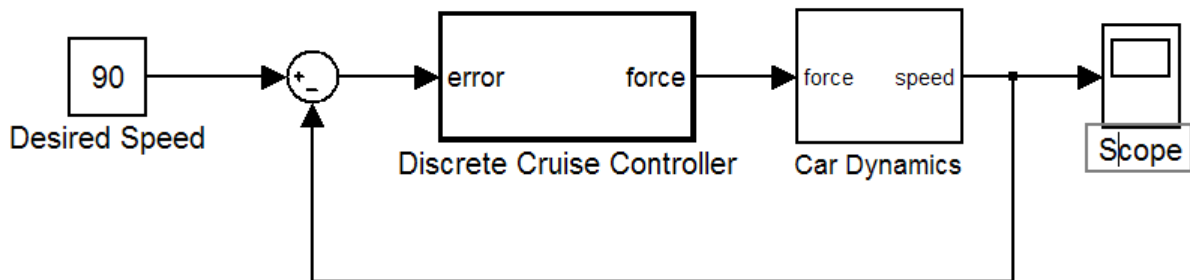 90
Desired Speed
+
−
error
force
Discrete Cruise Controller
force
speed
Car Dynamics
Scope